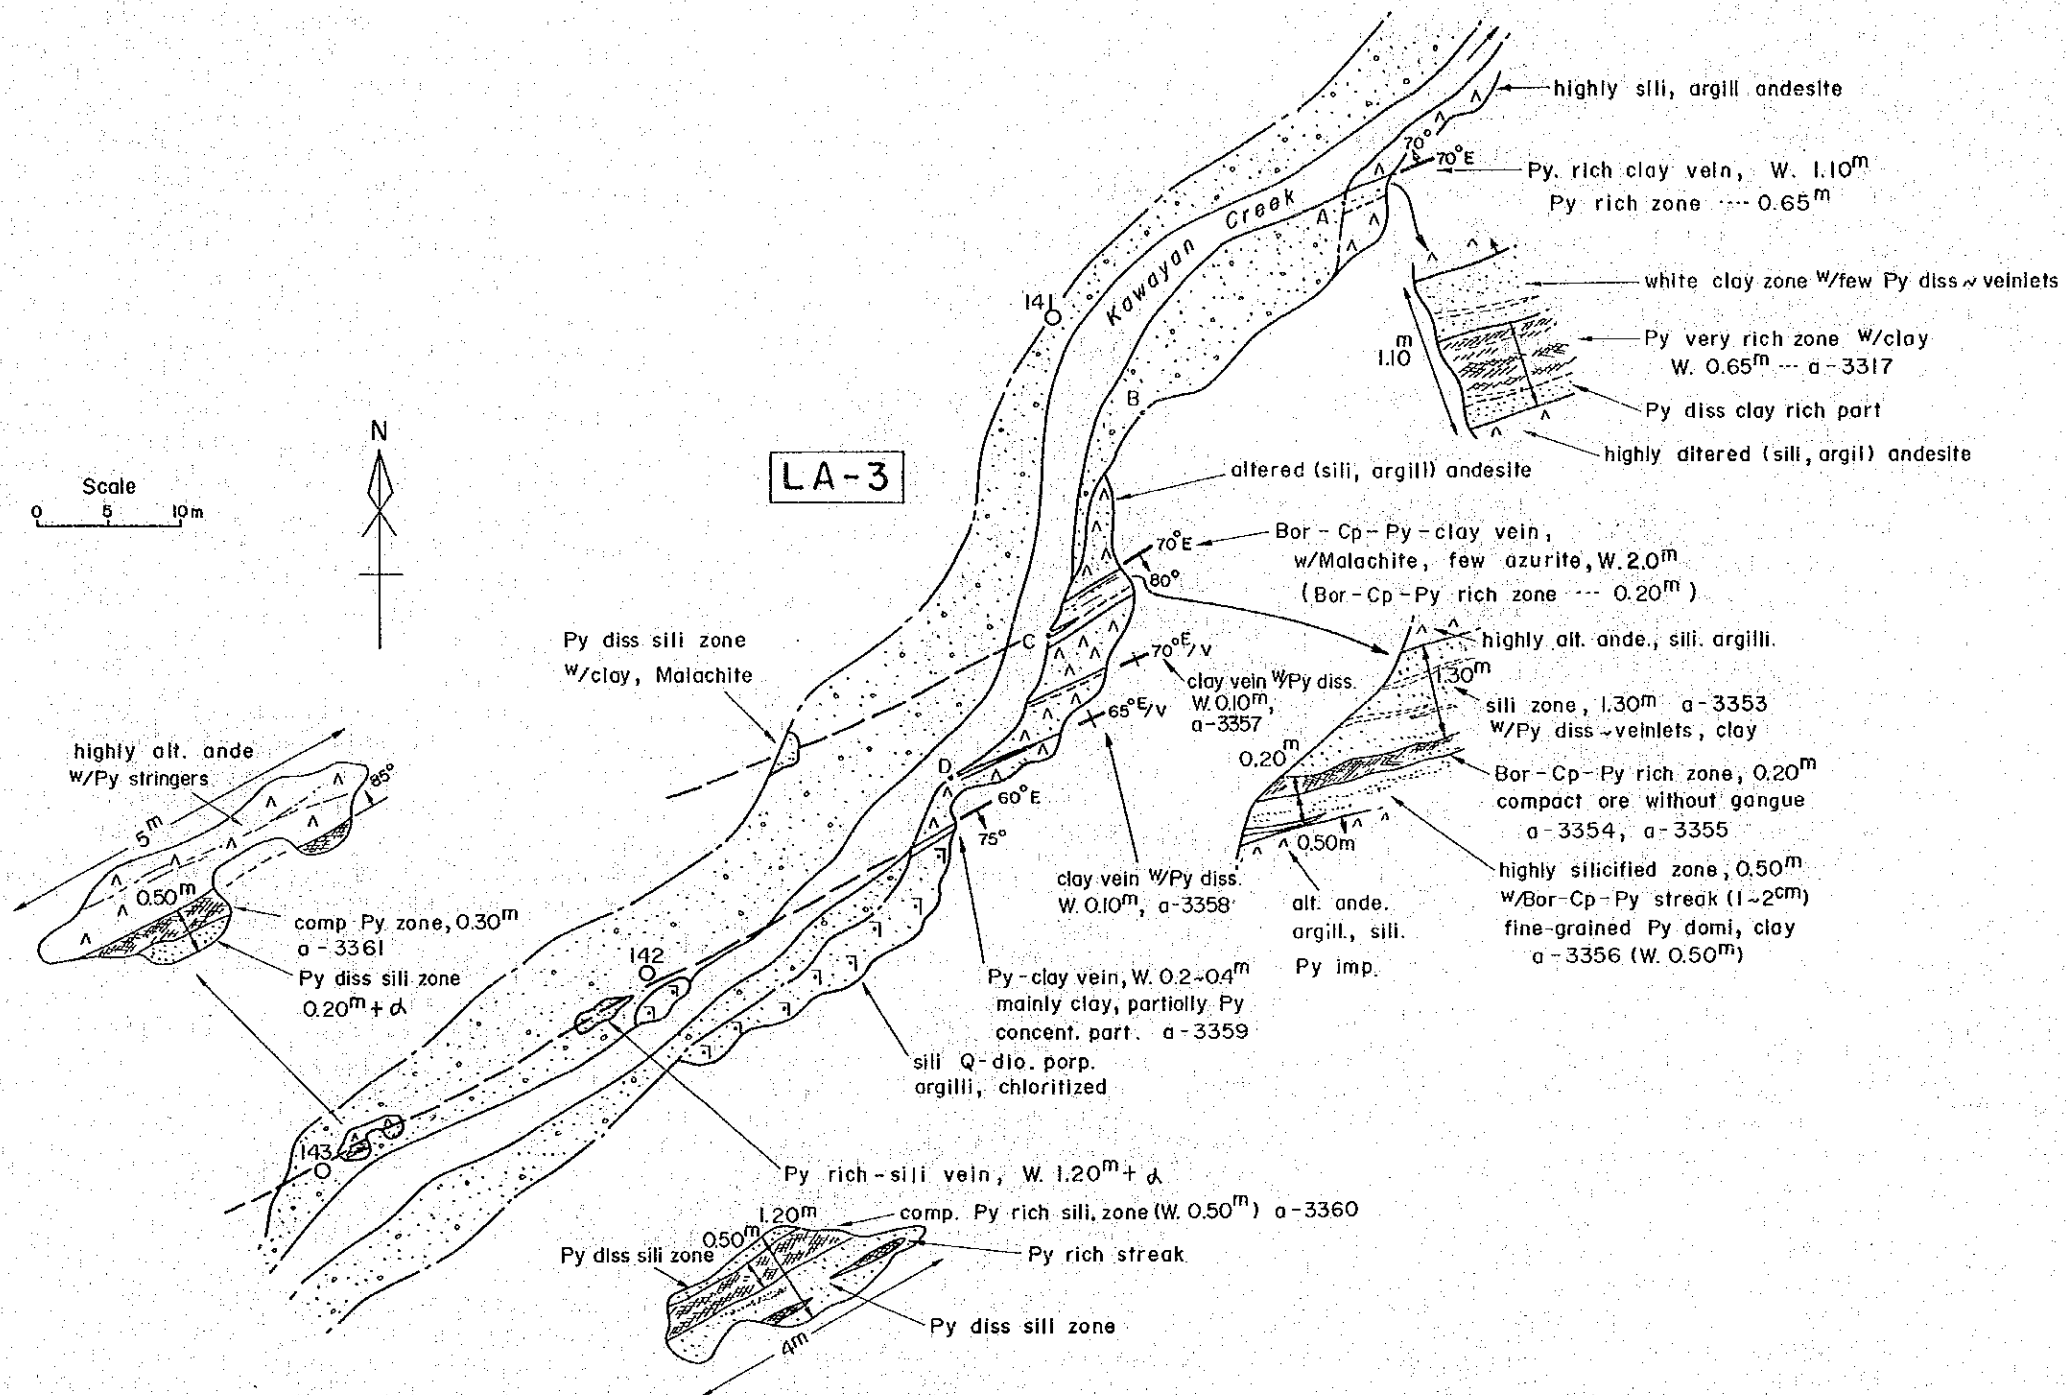 highly sili, argill andesite
70°
70°E
Py. rich clay vein, W. 1.10m
Py rich zone ···· 0.65m
Kawayan Creek
A
141
white clay zone w/few Py diss ~ veinlets
1.10m
Py very rich zone w/clay
W. 0.65m --- a-3317
Py diss clay rich part
highly altered (sili, argil) andesite
B
N
Scale
0 5 10m
LA-3
altered (sili, argill) andesite
70°E
80°
Bor-Cp-Py-clay vein,
w/Malachite, few azurite, W. 2.0m
(Bor-Cp-Py rich zone --- 0.20m)
Py diss sili zone
w/clay, Malachite
C
70°E/V
clay vein w/Py diss.
W. 0.10m,
a-3357
65°E/V
highly alt. ande., sili. argilli.
1.30m
sili zone, 1.30m a-3353
w/Py diss ~veinlets, clay
0.20m
Bor-Cp-Py rich zone, 0.20m
compact ore without gangue
a-3354, a-3355
0.50m
highly silicified zone, 0.50m
w/Bor-Cp-Py streak (1~2cm)
fine-grained Py domi, clay
a-3356 (W. 0.50m)
alt. ande.
argill., sili.
Py imp.
D
60°E
75°
clay vein w/Py diss.
W. 0.10m, a-3358
highly alt. ande
w/Py stringers
85°
5m
0.50m
comp Py zone, 0.30m
a-3361
Py diss sili zone
0.20m + α
142
Py-clay vein, W. 0.2~0.4m
mainly clay, partially Py
concent. part. a-3359
sili Q-dio. porp.
argilli, chloritized
143
Py rich-sili vein, W. 1.20m + α
1.20m
comp. Py rich sili. zone (W. 0.50m) a-3360
0.50m
Py diss sili zone
Py rich streak
Py diss sili zone
4m